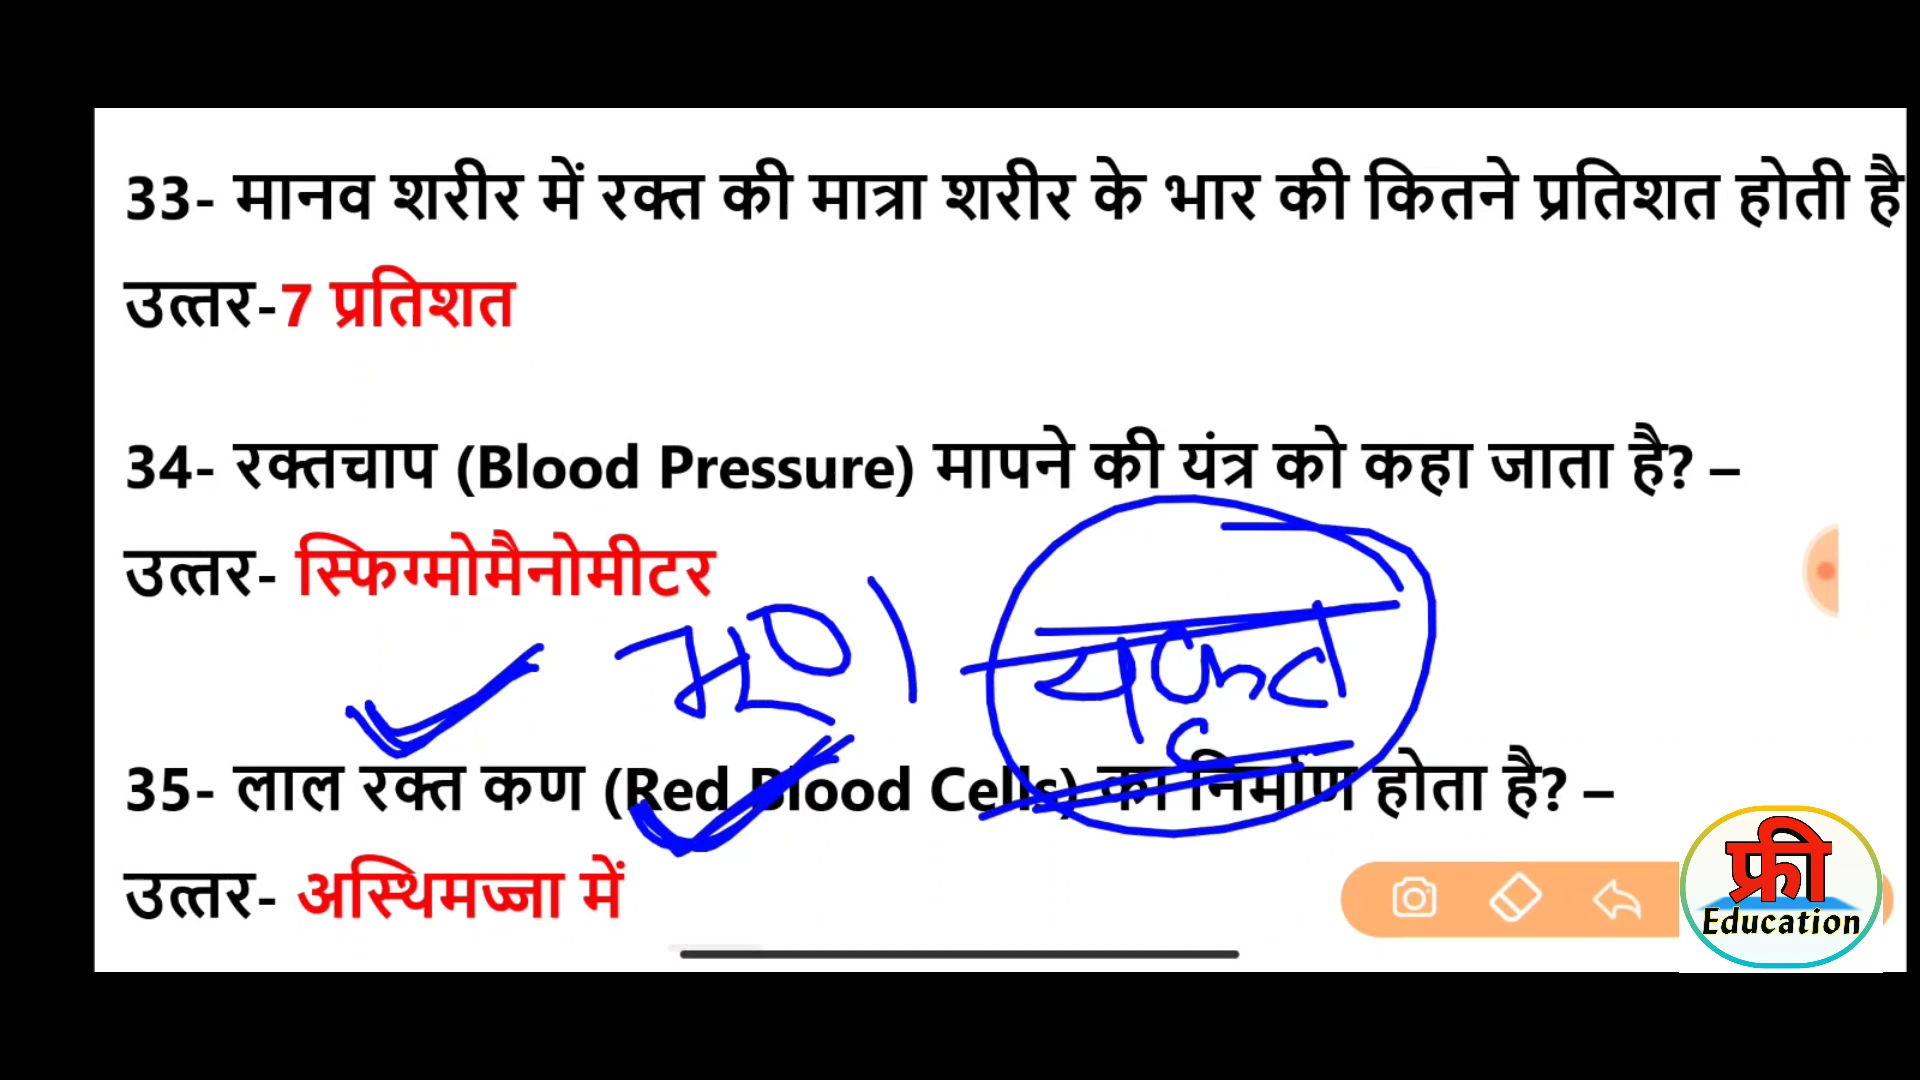 33- मानव शरीर में रक्त की मात्रा शरीर के भार की कितने प्रतिशत होती है
उत्तर-7 प्रतिशत
34- रक्तचाप (Blood Pressure) मापने की यंत्र को कहा जाता है? –
उत्तर- स्फिग्मोमैनोमीटर
यकृत
35- लाल रक्त कण (Red Blood Cells) का निर्माण होता है? –
उत्तर- अस्थिमज्जा में
फ्री
Education